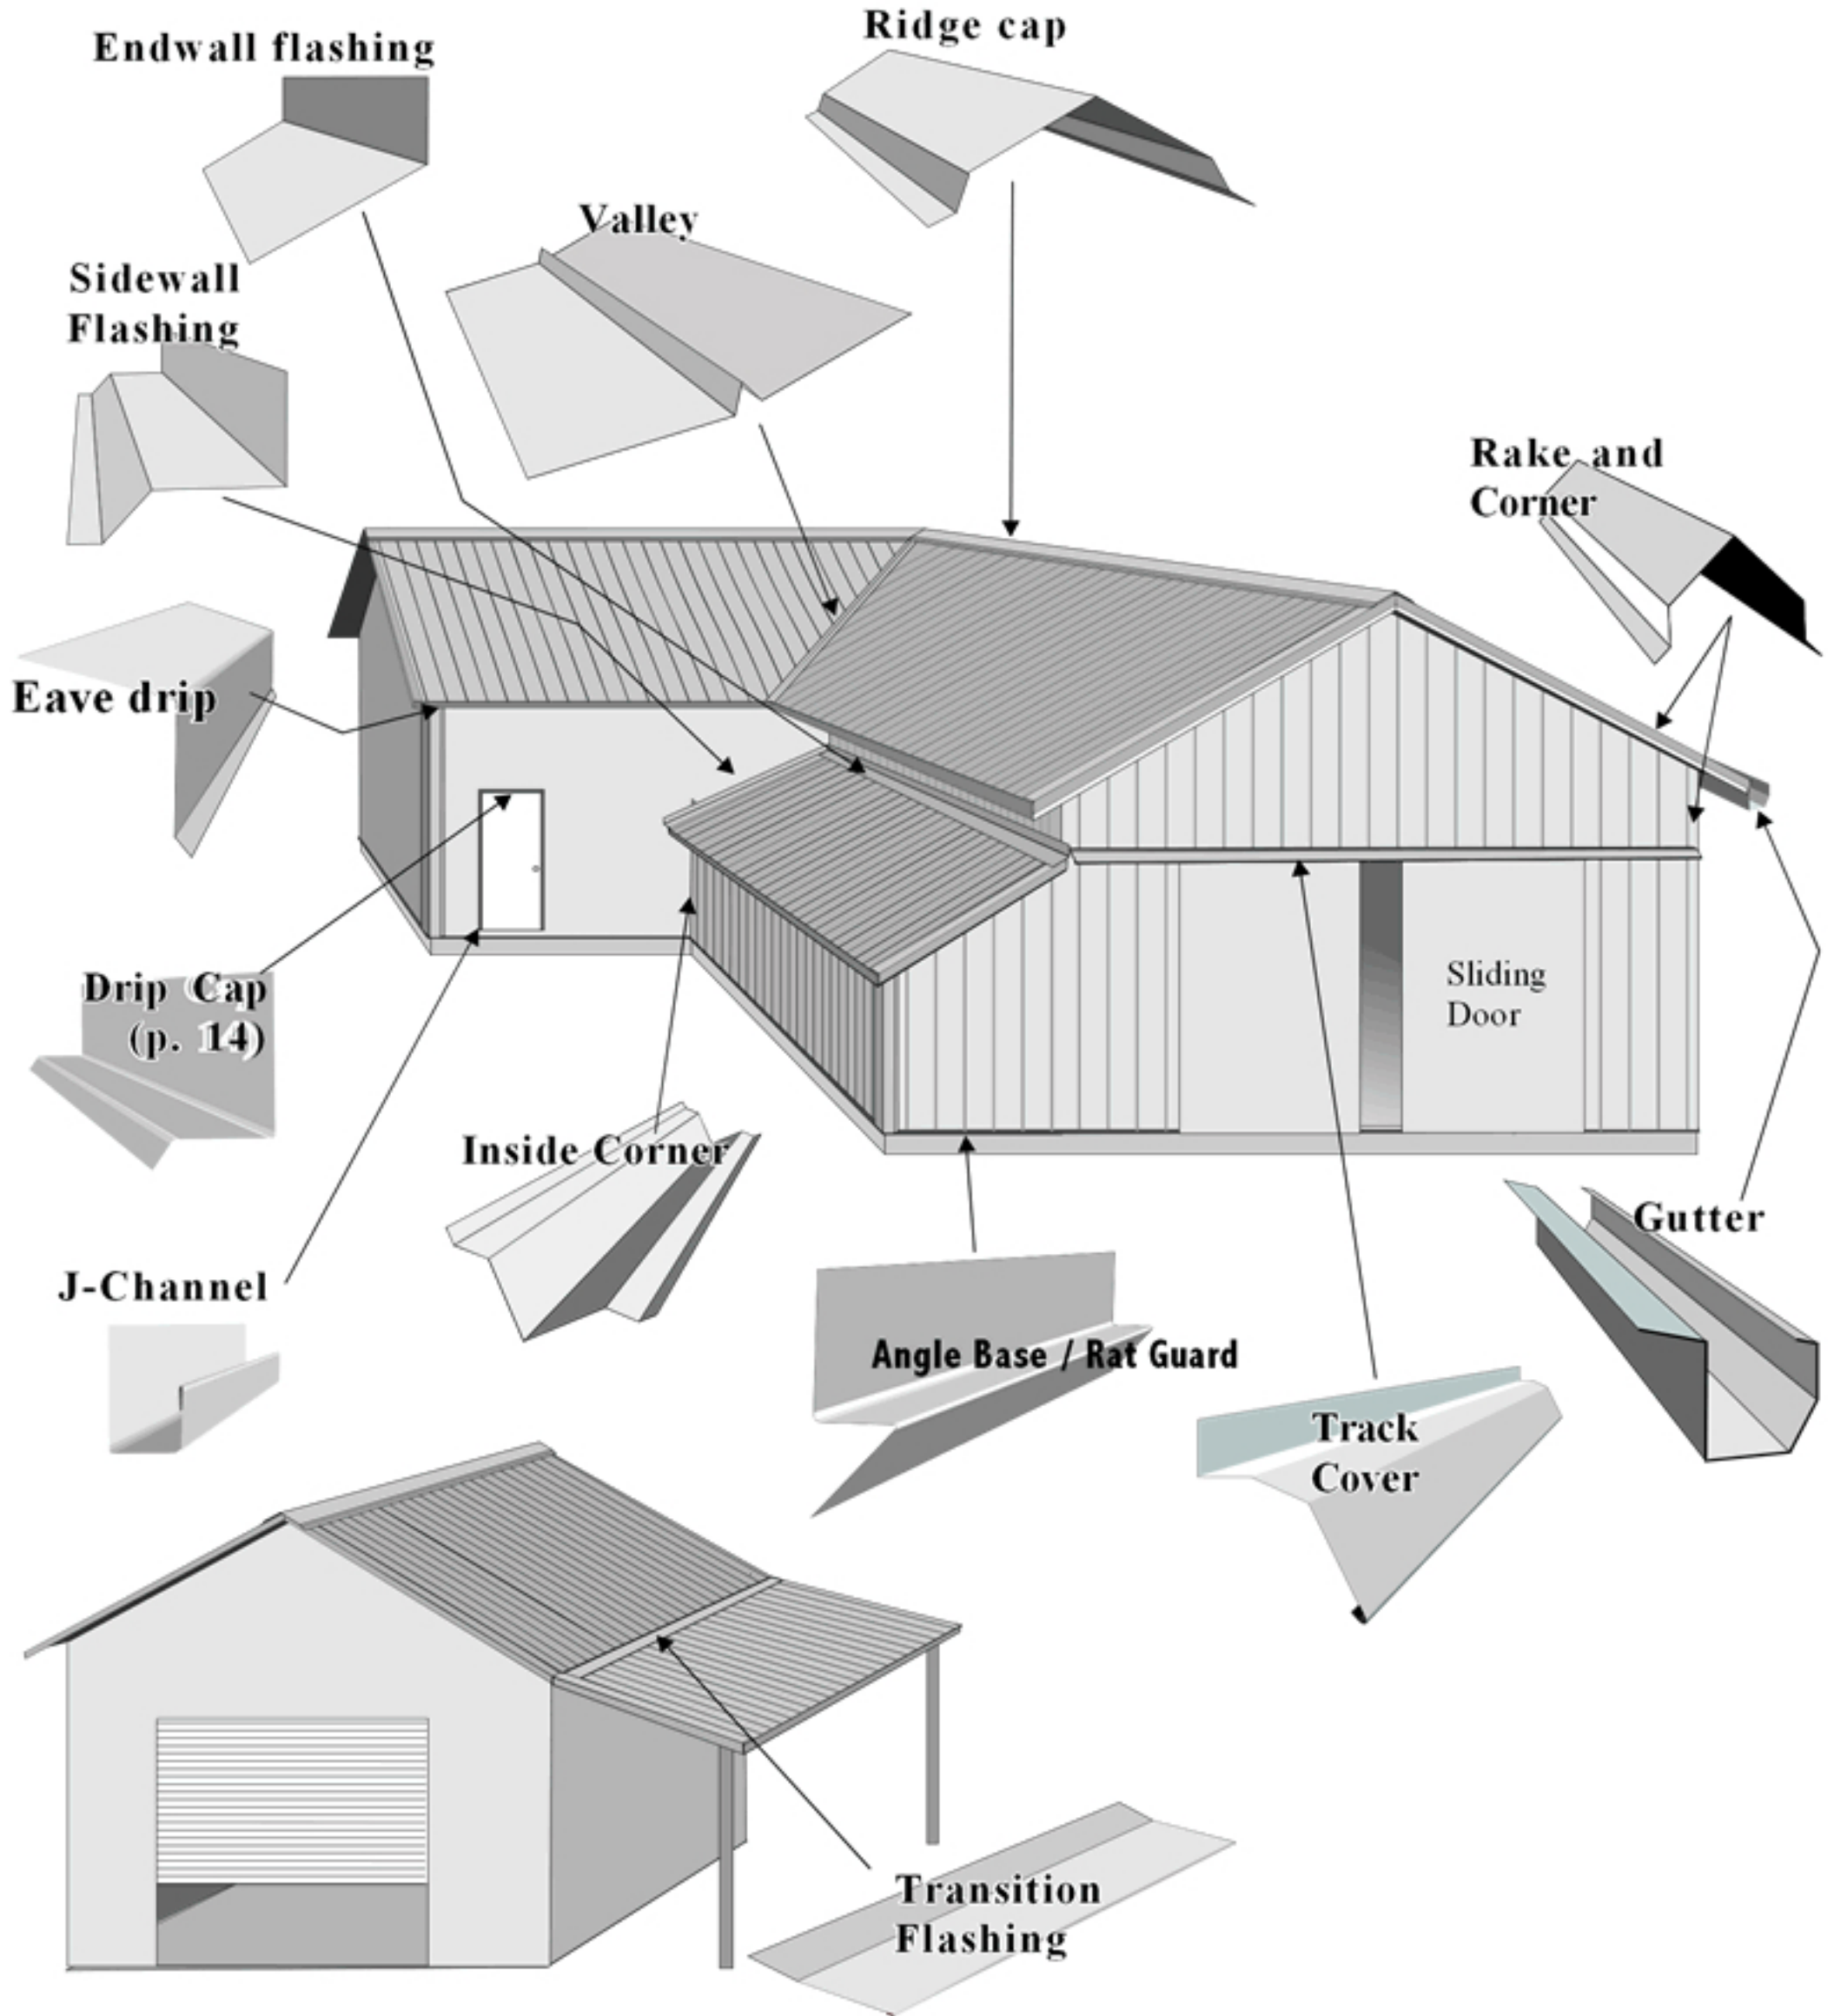 Ridge cap
Endwall flashing
Valley
Sidewall
Flashing
Rake and
Corner
Eave drip
Drip Cap
(p. 14)
Sliding
Door
Inside Corner
Gutter
J-Channel
Angle Base / Rat Guard
Track
Cover
Transition
Flashing